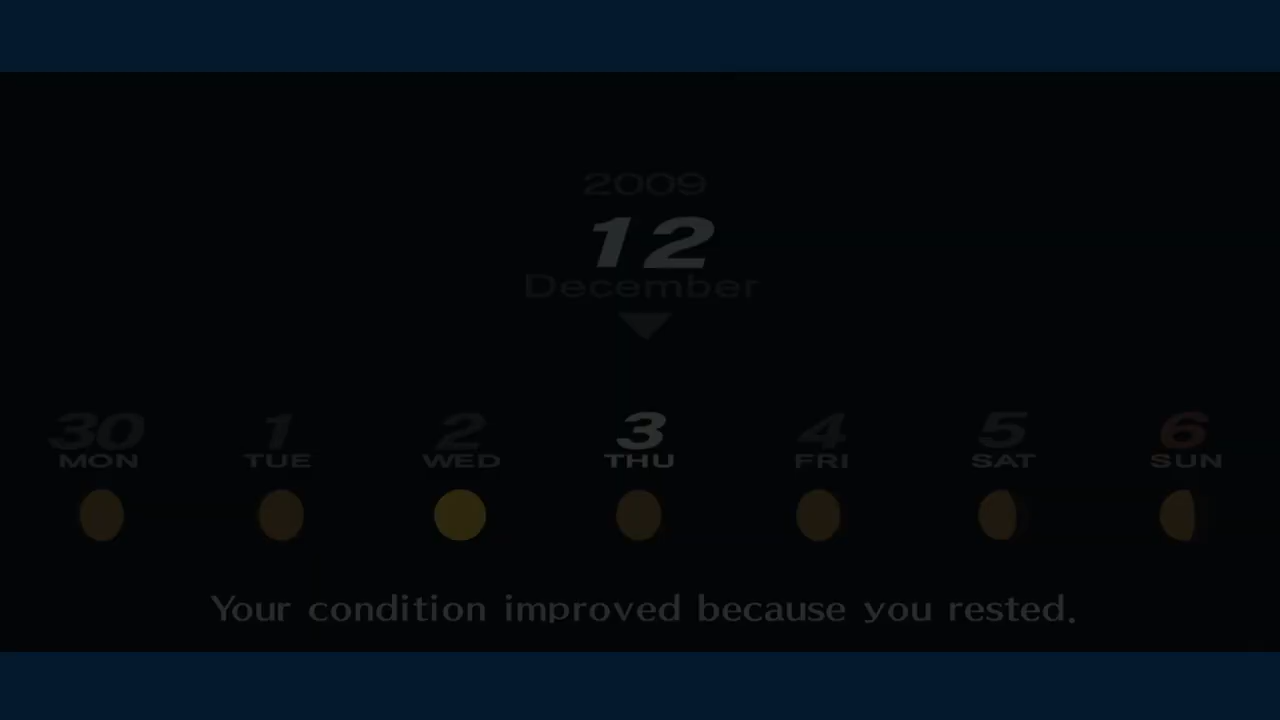 2009
12
December
30 1 2 3 4 5 6
MON TUE WED THU FRI SAT SUN
Your condition improved because you rested.